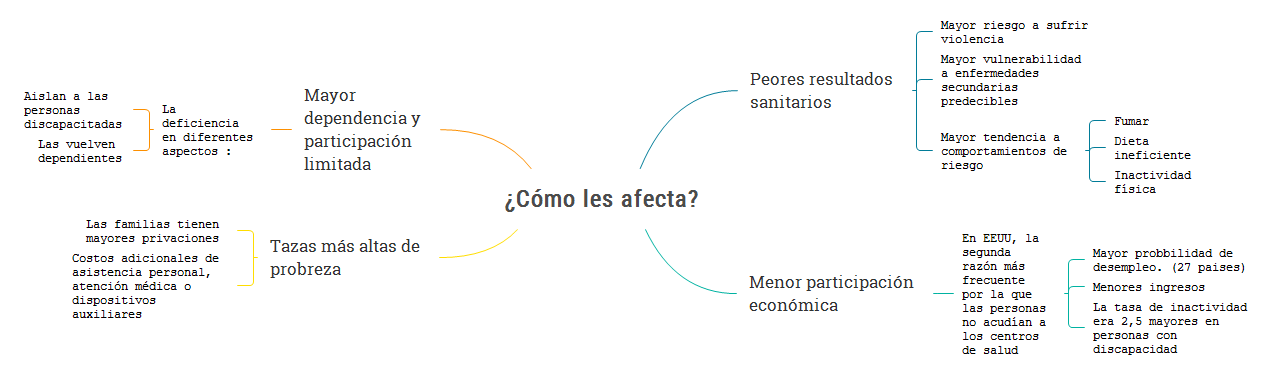 ¿Cómo les afecta?
Peores resultados
sanitarios
Mayor riesgo a sufrir
violencia
Mayor vulnerabilidad
a enfermedades
secundarias
predecibles
Mayor tendencia a
comportamientos de
riesgo
Fumar
Dieta
ineficiente
Inactividad
física
Menor participación
económica
En EEUU, la
segunda
razón más
frecuente
por la que
las personas
no acudían a
los centros
de salud
Mayor probbilidad de
desempleo. (27 paises)
Menores ingresos
La tasa de inactividad
era 2,5 mayores en
personas con
discapacidad
Mayor
dependencia y
participación
limitada
La
deficiencia
en diferentes
aspectos :
Aislan a las
personas
discapacitadas
Las vuelven
dependientes
Tazas más altas de
probreza
Las familias tienen
mayores privaciones
Costos adicionales de
asistencia personal,
atención médica o
dispositivos
auxiliares